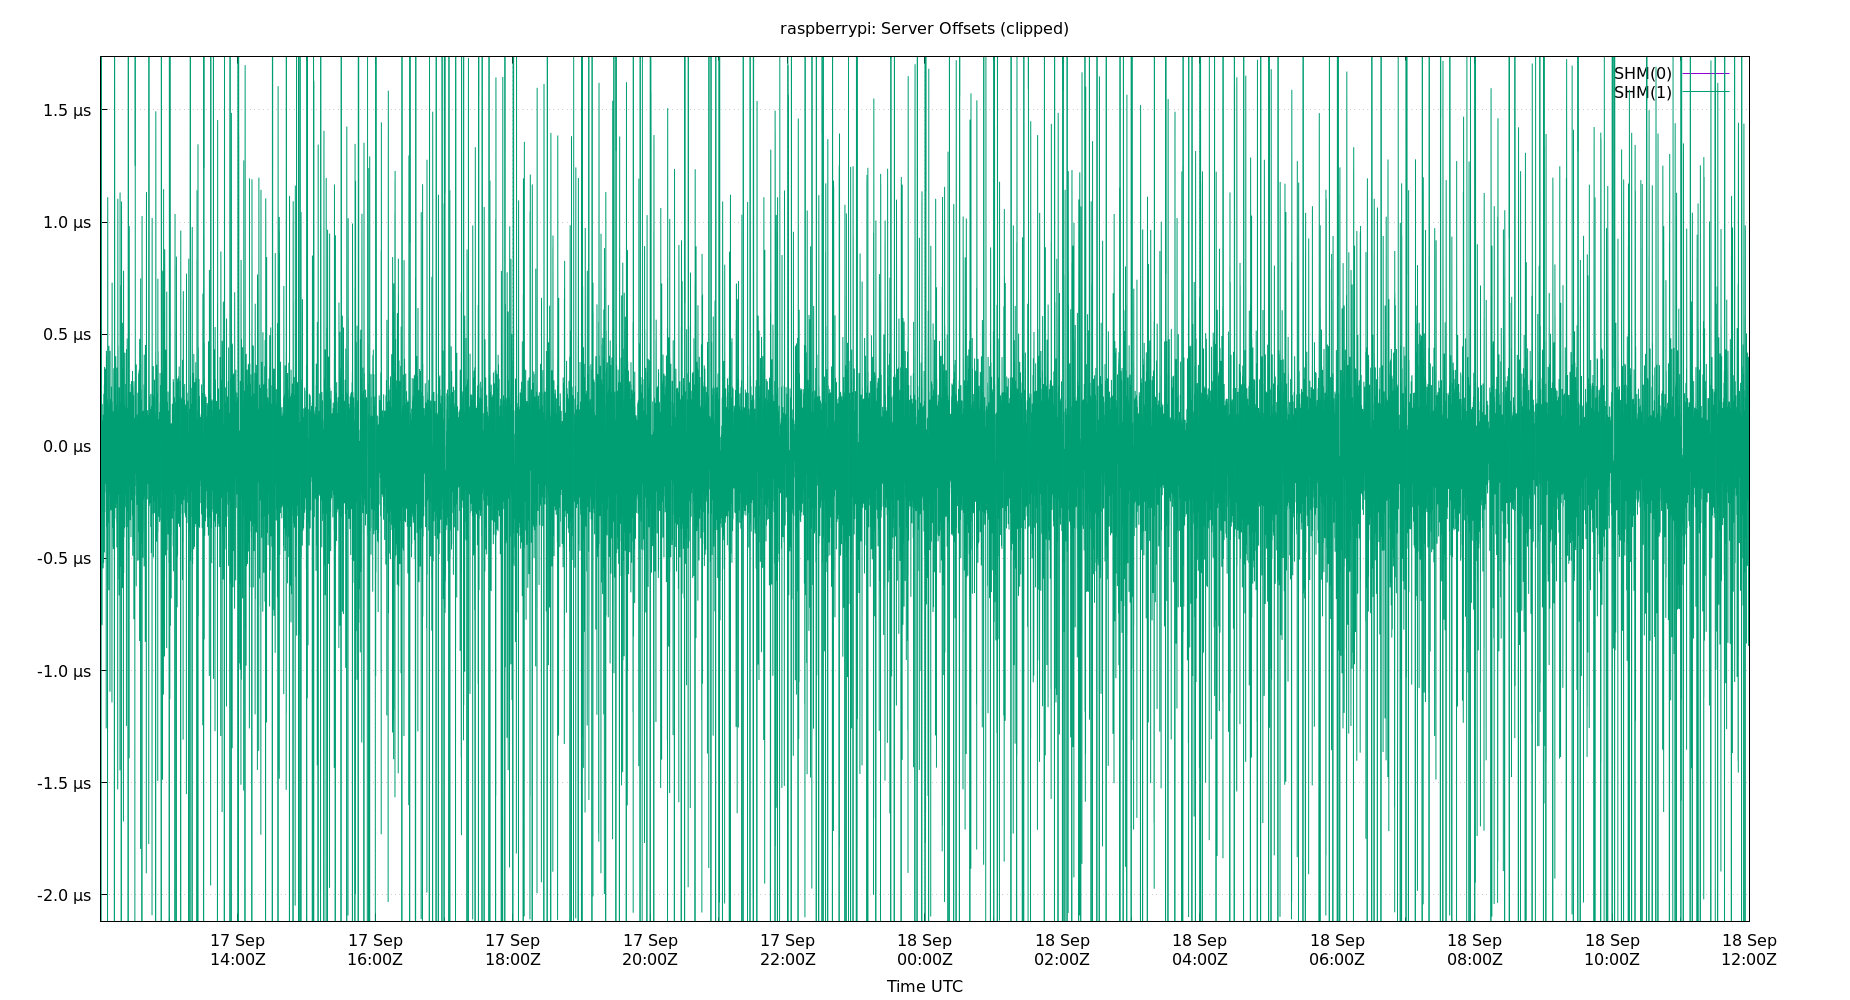 raspberrypi: Server Offsets (clipped)
SHM(0)
SHM(1)
1.5 µs
1.0 µs
0.5 µs
0.0 µs
-0.5 µs
-1.0 µs
-1.5 µs
-2.0 µs
17 Sep 17 Sep 17 Sep 17 Sep 17 Sep 18 Sep 18 Sep 18 Sep 18 Sep 18 Sep 18 Sep 18 Sep
14:00Z 16:00Z 18:00Z 20:00Z 22:00Z 00:00Z 02:00Z 04:00Z 06:00Z 08:00Z 10:00Z 12:00Z
Time UTC